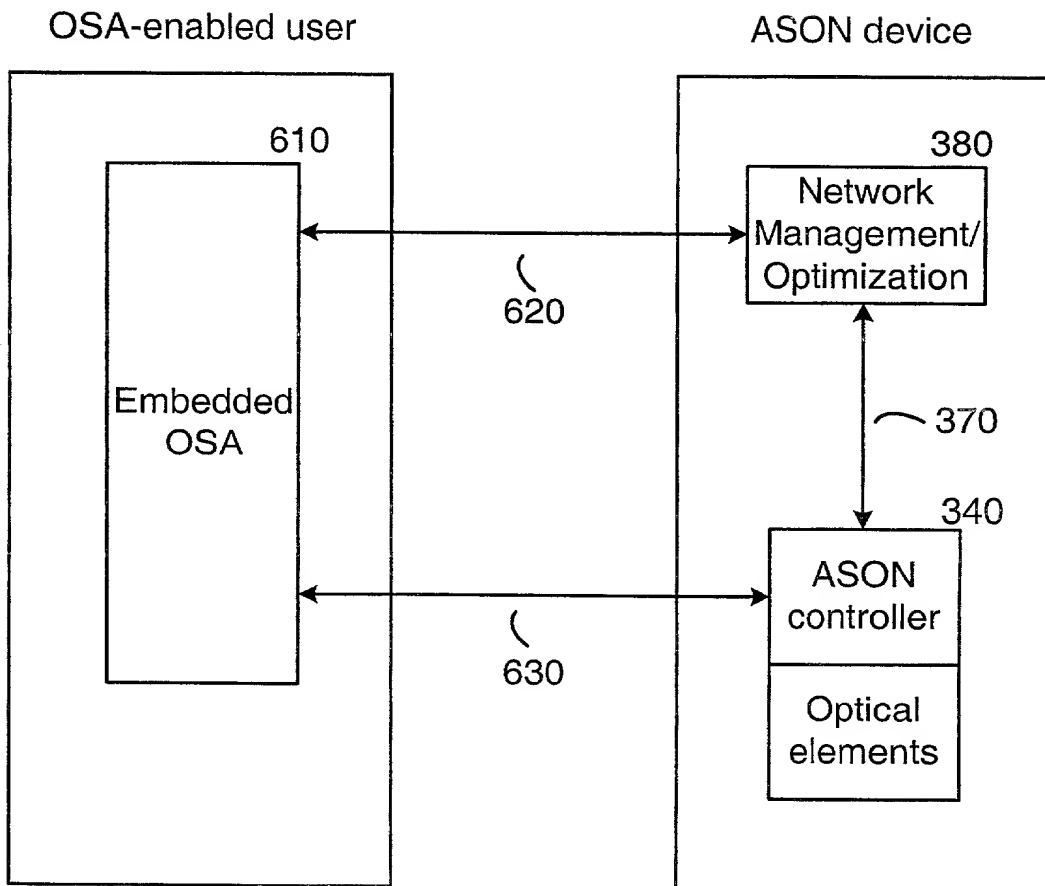 OSA-enabled user
ASON device
610
380
Network
Management/
Optimization
620
Embedded
OSA
370
340
ASON
controller
630
Optical
elements